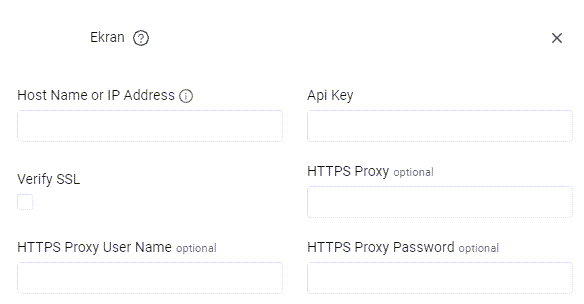 Ekran
Host Name or IP Address
Api Key
Verify SSL
HTTPS Proxy optional
HTTPS Proxy User Name optional
HTTPS Proxy Password optional